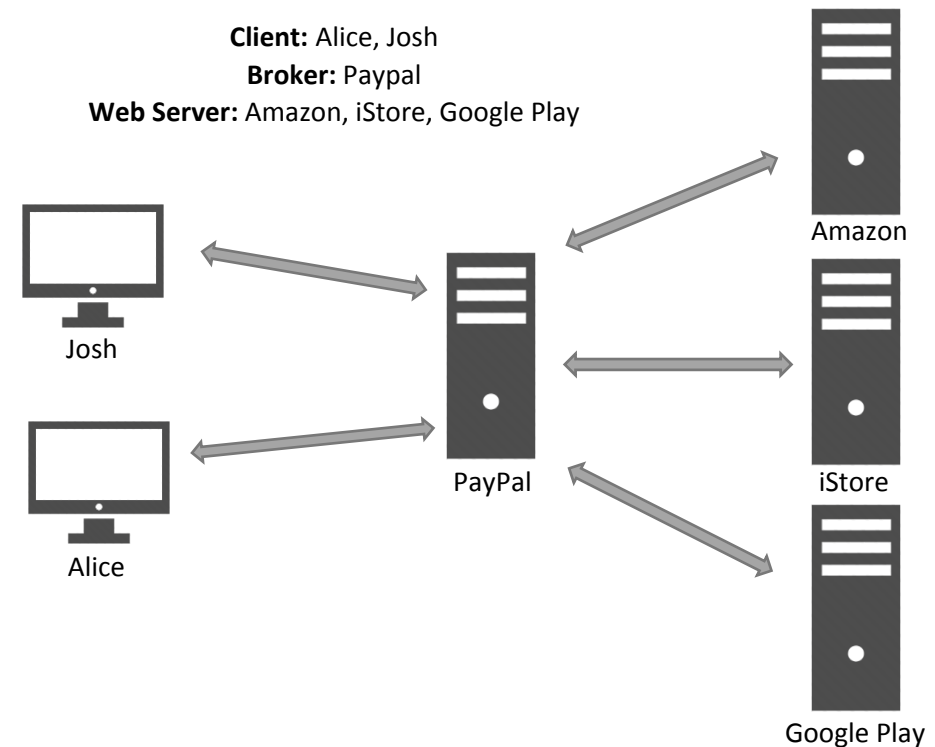 Client: Alice, Josh
Broker: Paypal
Web Server: Amazon, iStore, Google Play
Amazon
Josh
PayPal
iStore
Alice
Google Play